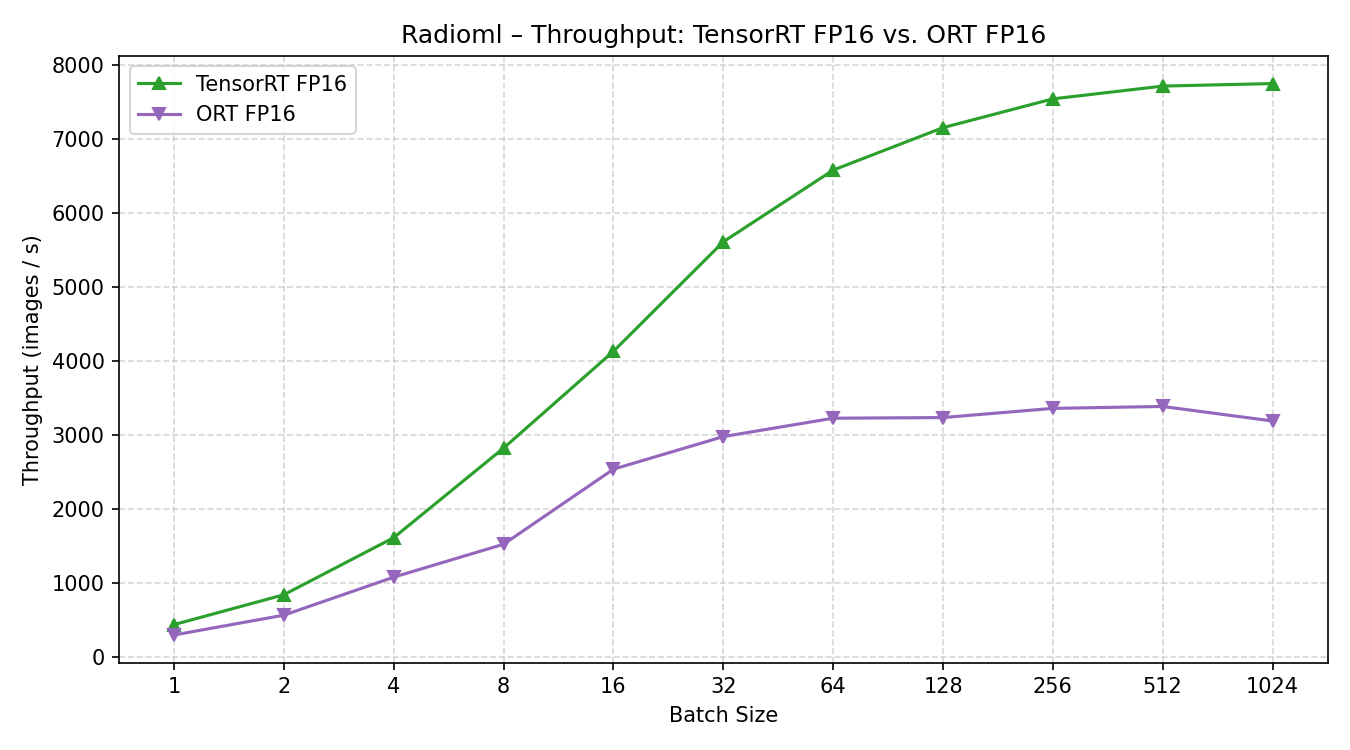 Radioml – Throughput: TensorRT FP16 vs. ORT FP16
TensorRT FP16
ORT FP16
Throughput (images / s)
8000
7000
6000
5000
4000
3000
2000
1000
0
1 2 4 8 16 32 64 128 256 512 1024
Batch Size